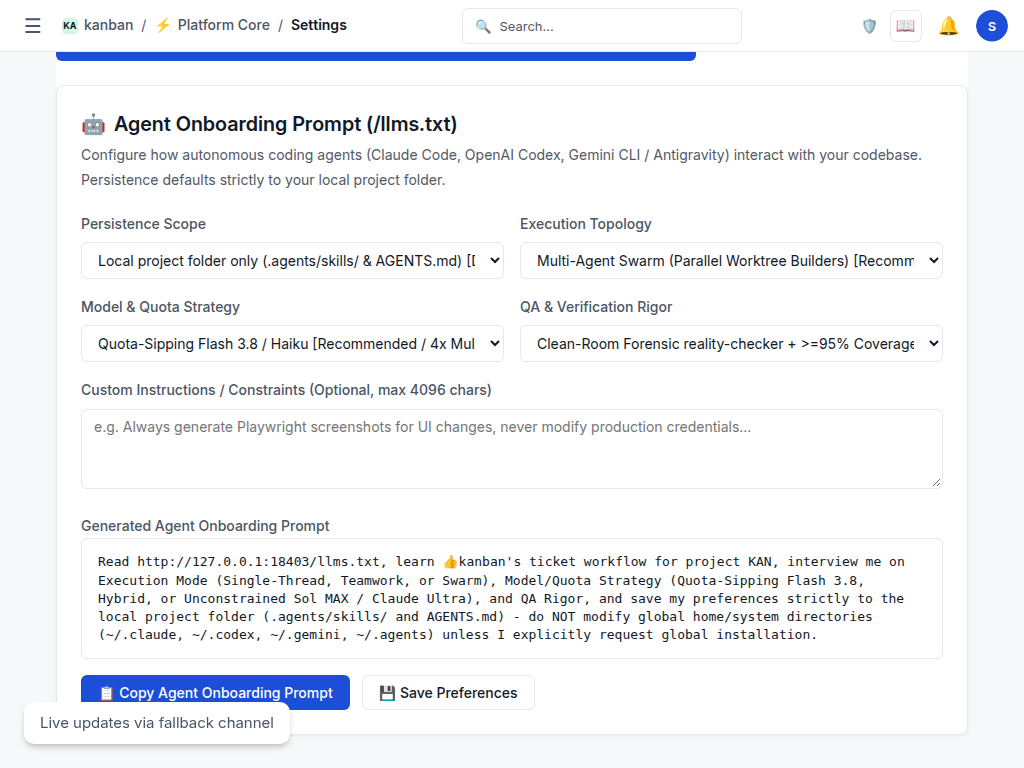 KA kanban / ⚡ Platform Core / Settings
Search...
S
🤖 Agent Onboarding Prompt (/llms.txt)
Configure how autonomous coding agents (Claude Code, OpenAI Codex, Gemini CLI / Antigravity) interact with your codebase.
Persistence defaults strictly to your local project folder.
Persistence Scope
Execution Topology
Local project folder only (.agents/skills/ & AGENTS.md) [D
Multi-Agent Swarm (Parallel Worktree Builders) [Recomm
Model & Quota Strategy
QA & Verification Rigor
Quota-Sipping Flash 3.8 / Haiku [Recommended / 4x Mul
Clean-Room Forensic reality-checker + >=95% Coverage
Custom Instructions / Constraints (Optional, max 4096 chars)
e.g. Always generate Playwright screenshots for UI changes, never modify production credentials...
Generated Agent Onboarding Prompt
Read http://127.0.0.1:18403/llms.txt, learn 👍kanban's ticket workflow for project KAN, interview me on
Execution Mode (Single-Thread, Teamwork, or Swarm), Model/Quota Strategy (Quota-Sipping Flash 3.8,
Hybrid, or Unconstrained Sol MAX / Claude Ultra), and QA Rigor, and save my preferences strictly to the
local project folder (.agents/skills/ and AGENTS.md) - do NOT modify global home/system directories
(~/.claude, ~/.codex, ~/.gemini, ~/.agents) unless I explicitly request global installation.
📋 Copy Agent Onboarding Prompt
💾 Save Preferences
Live updates via fallback channel